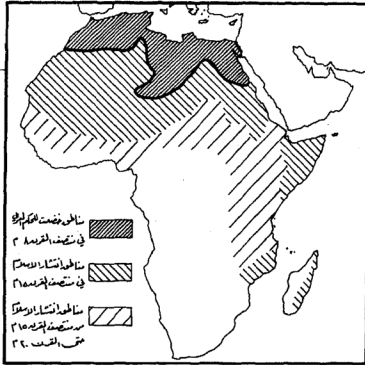 مناطق خضعت للحكم العربي
في منتصف القرن ٨ م
مناطق انتشار الاسلام
في منتصف القرن ١٥ م
مناطق انتشار الاسلام
من منتصف القرن ١٥ م
حتى القرن ٢٠ م